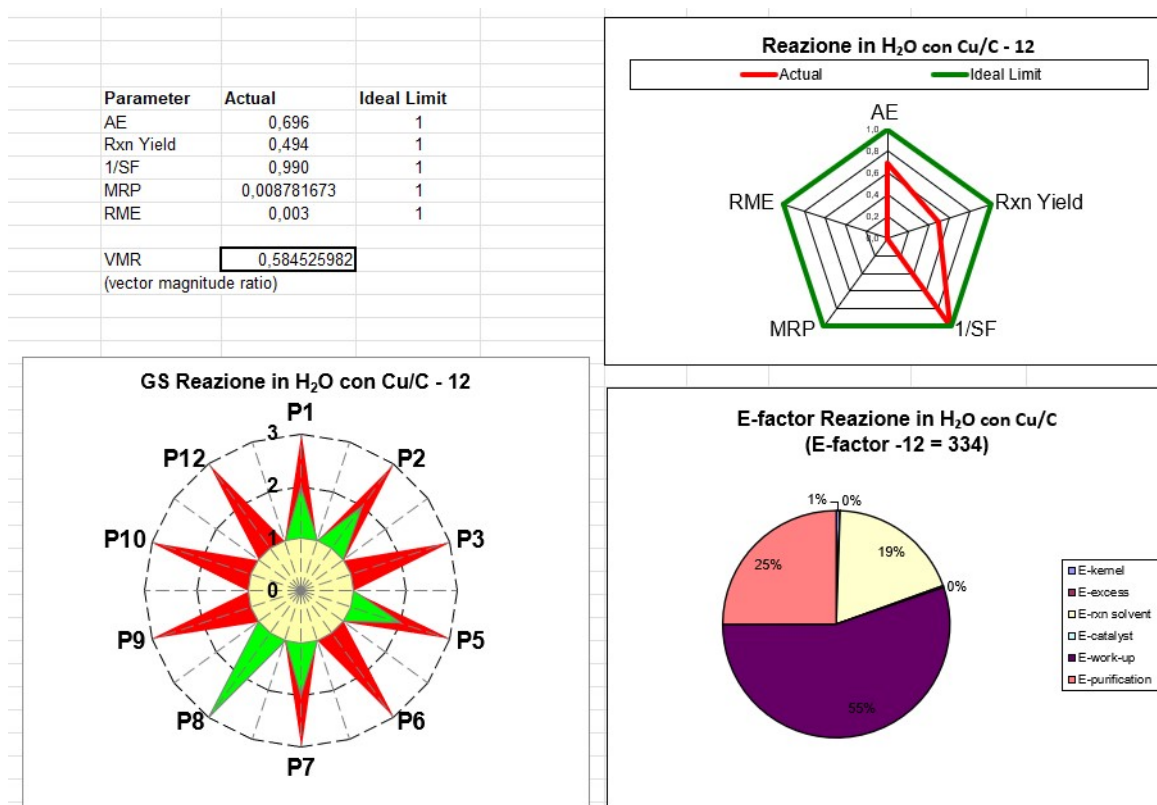 Parameter Actual Ideal Limit
AE 0,696 1
Rxn Yield 0,494 1
1/SF 0,990 1
MRP 0,008781673 1
RME 0,003 1
VMR 0,584525982
(vector magnitude ratio)
Reazione in H₂O con Cu/C - 12
Actual Ideal Limit
AE
1,0
0,8
0,6
0,4
0,2
0,0
RME
Rxn Yield
MRP
1/SF
GS Reazione in H₂O con Cu/C - 12
P1
3
P12
P2
2
P10
P3
1
0
P9
P5
P8
P6
P7
E-factor Reazione in H₂O con Cu/C
(E-factor -12 = 334)
1% 0%
19%
25%
0%
55%
E-kernel
E-excess
E-rxn solvent
E-catalyst
E-work-up
E-purification